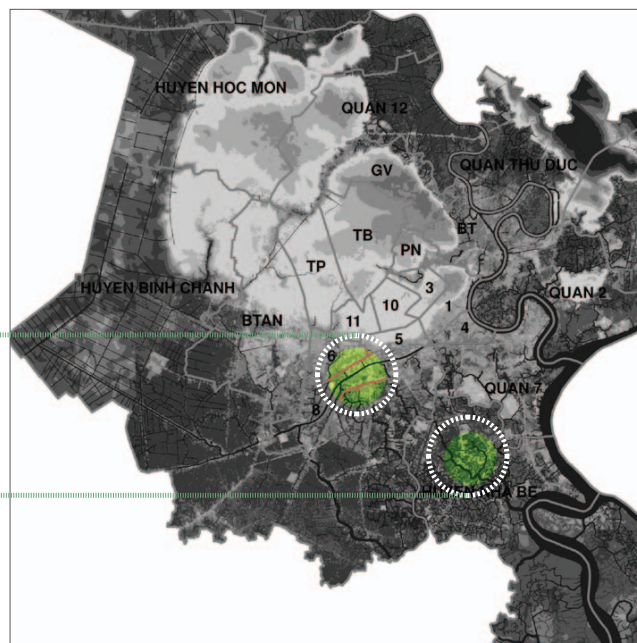 HUYEN HOC MON
QUAN 12
QUAN THU DUC
GV
BT
TB
PN
TP
HUYEN BINH CHANH
3
QUAN 2
10
1
BTAN
11
4
5
6
QUAN 7
8
HUYEN NHA BE